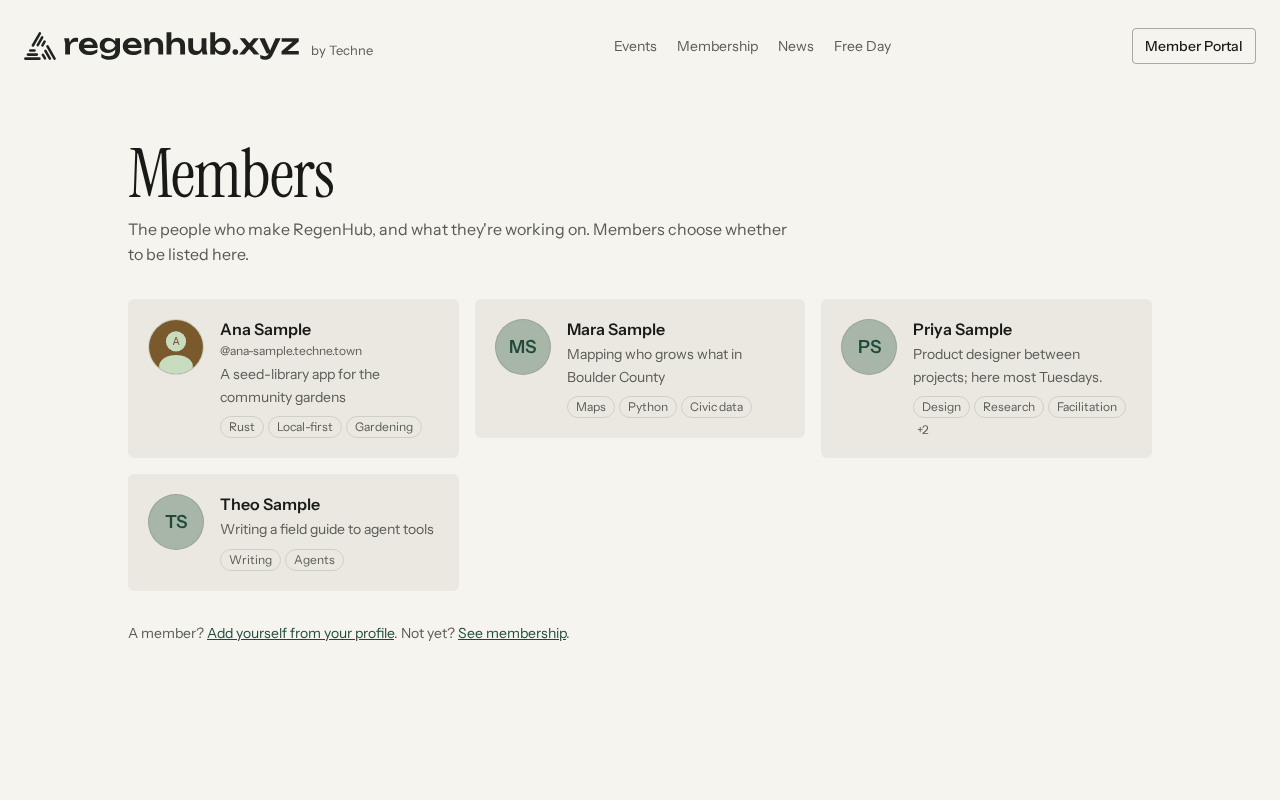 regenhub.xyz by Techne
Events Membership News Free Day
Member Portal
Members
The people who make RegenHub, and what they're working on. Members choose whether
to be listed here.
A
Ana Sample
@ana-sample.techne.town
A seed-library app for the
community gardens
Rust Local-first Gardening
MS
Mara Sample
Mapping who grows what in
Boulder County
Maps Python Civic data
PS
Priya Sample
Product designer between
projects; here most Tuesdays.
Design Research Facilitation
+2
TS
Theo Sample
Writing a field guide to agent tools
Writing Agents
A member? Add yourself from your profile. Not yet? See membership.